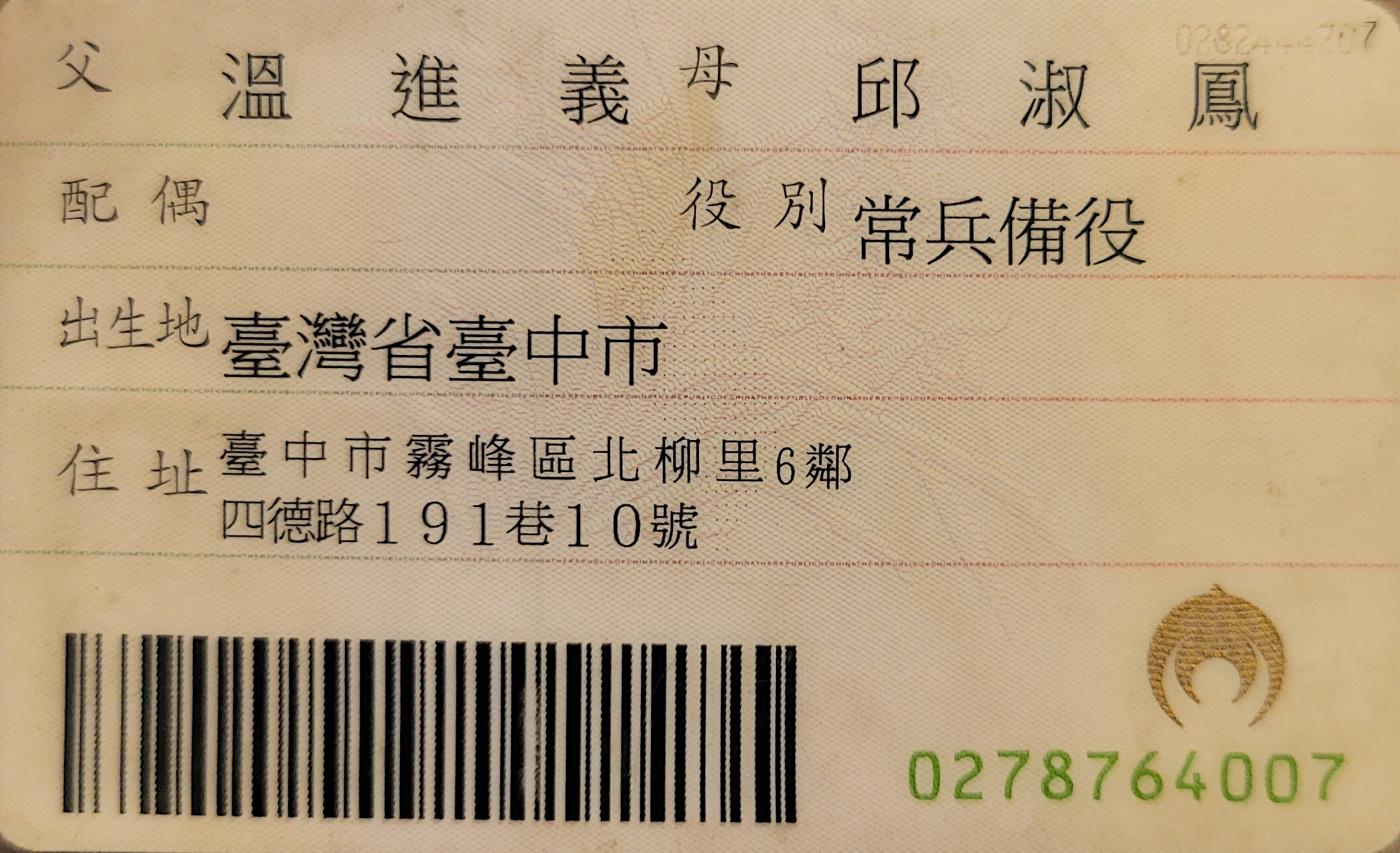 父 溫進義 母 邱淑鳳
配偶 役別 常兵備役
出生地 臺灣省臺中市
住址 臺中市霧峰區北柳里6鄰
四德路191巷10號
0278764007